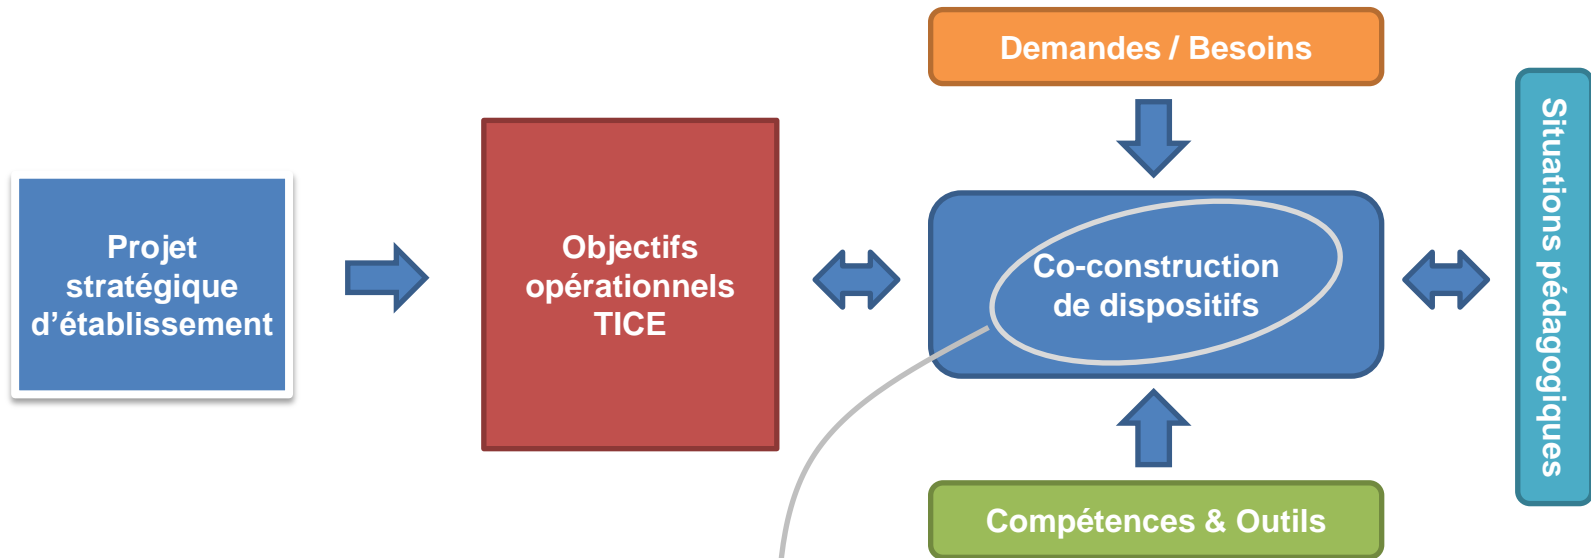 Demandes / Besoins
Projet
stratégique
d’établissement
Objectifs
opérationnels
TICE
Co-construction
de dispositifs
Situations pédagogiques
Compétences & Outils